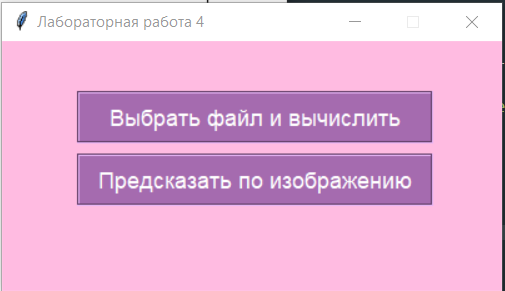 Лабораторная работа 4
Выбрать файл и вычислить
Предсказать по изображению